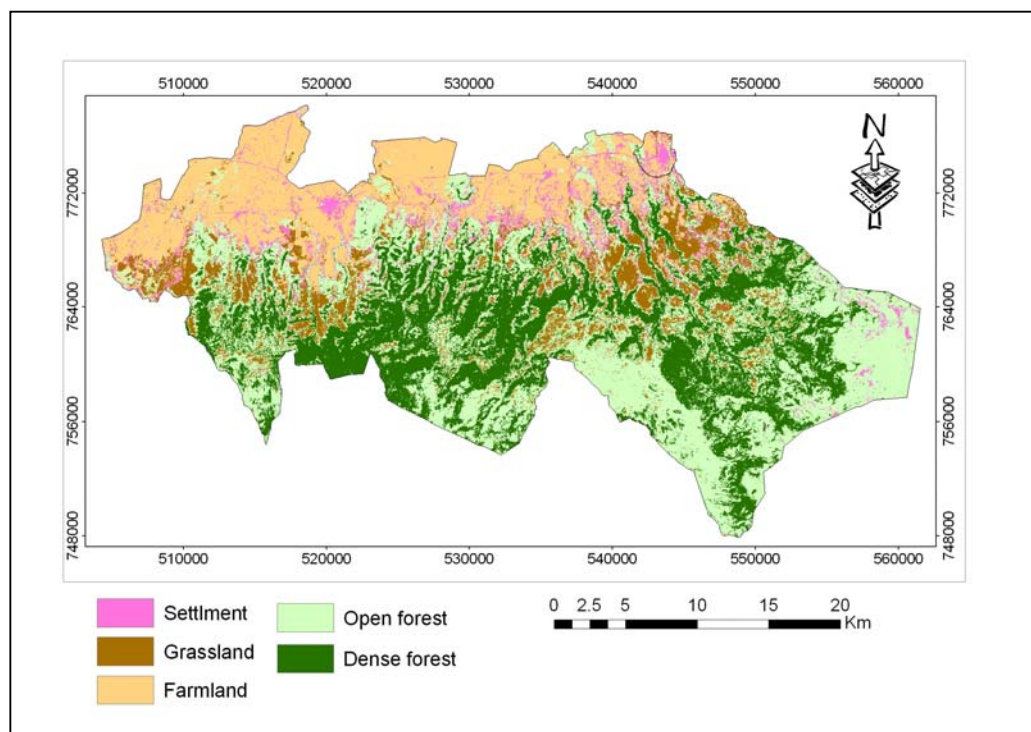 510000 520000 530000 540000 550000 560000
N
772000 772000
764000 764000
756000 756000
748000 748000
510000 520000 530000 540000 550000 560000
Settlment
Grassland
Farmland
Open forest
Dense forest
0 2.5 5 10 15 20
Km